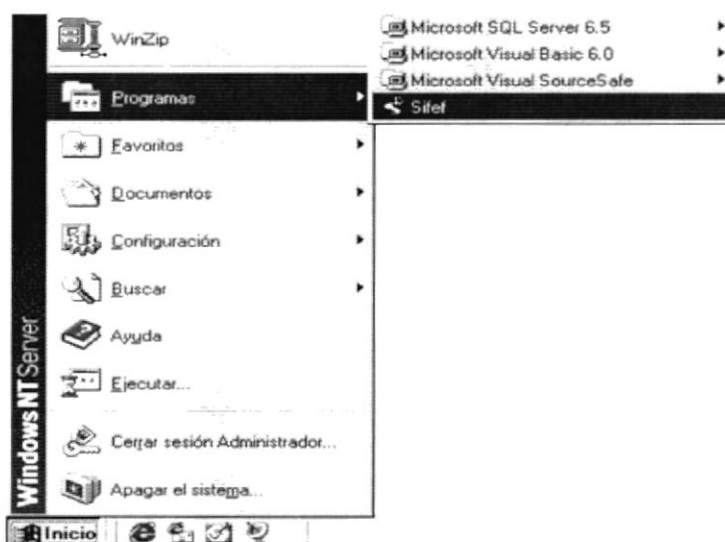 WinZip
Programas
Favoritos
Documentos
Configuración
Buscar
Ayuda
Ejecutar...
Cerrar sesión Administrador...
Apagar el sistema...
Microsoft SQL Server 6.5
Microsoft Visual Basic 6.0
Microsoft Visual SourceSafe
Sifef
Windows NT Server
Inicio